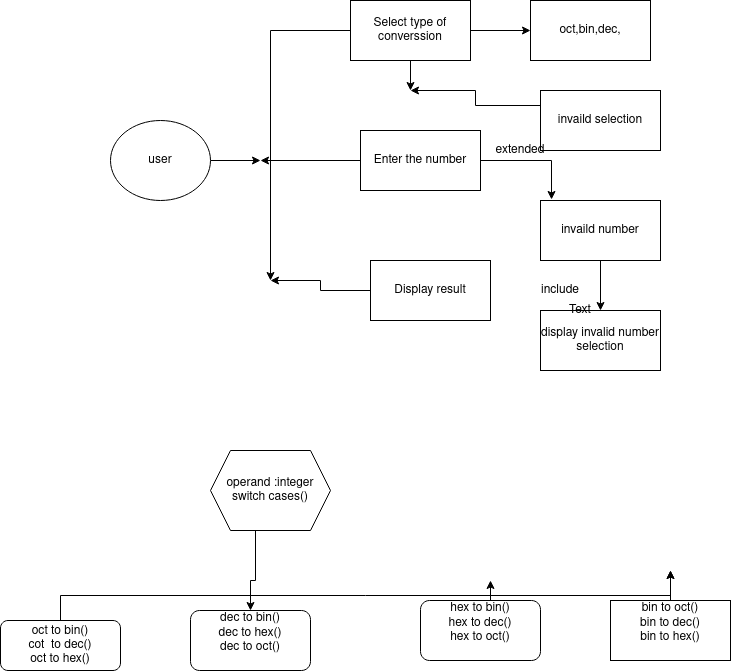 Select type of
converssion
oct,bin,dec,
invaild selection
user
Enter the number
extended
invaild number
include
Text
Display result
display invalid number
selection
operand :integer
switch cases()
oct to bin()
cot  to dec()
oct to hex()
dec to bin()
dec to hex()
dec to oct()
hex to bin()
hex to dec()
hex to oct()
bin to oct()
bin to dec()
bin to hex()